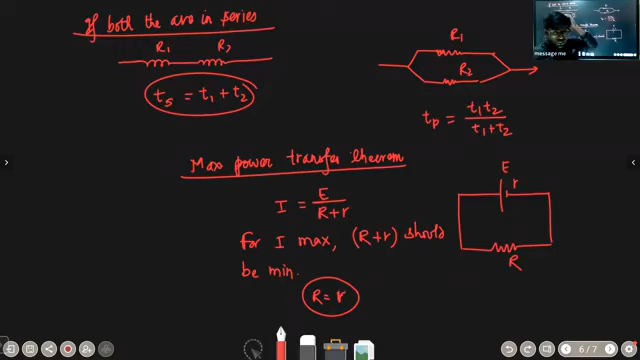 If both the are in series
R1 R2
ts = t1 + t2
R1
R2
tp = t1 t2 / t1 + t2
Max power transfer theorem
I = E / R + r
For I max, (R + r) should
be min.
R = r
E
r
R
message me
6 / 7